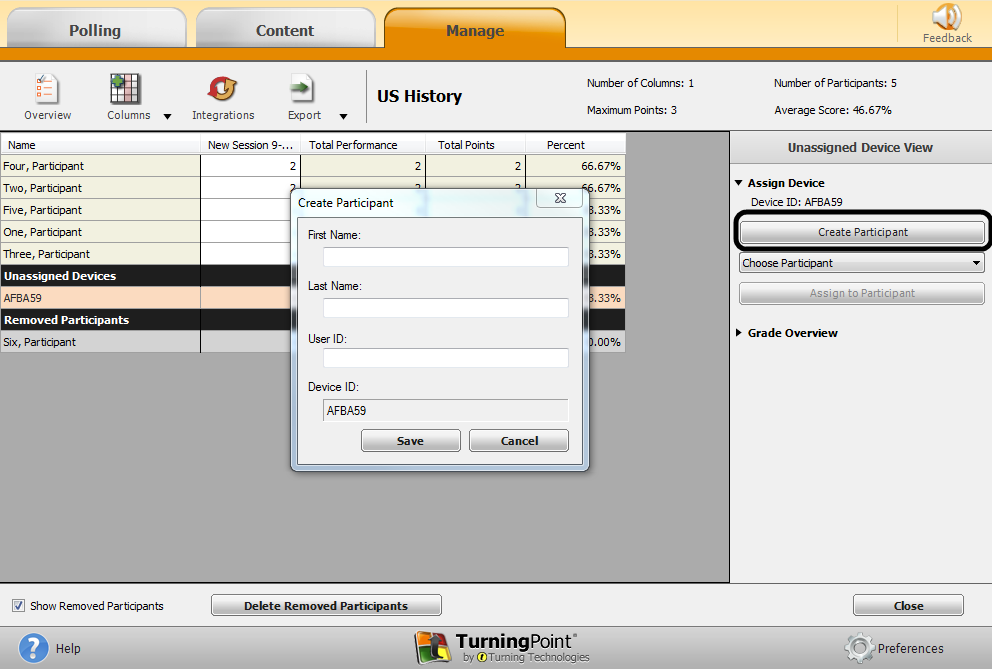 Polling
Content
Manage
Feedback
Overview
Columns
Integrations
Export
US History
Number of Columns: 1
Number of Participants: 5
Maximum Points: 3
Average Score: 46.67%
Name New Session 9-... Total Performance Total Points Percent
Four, Participant 2 2 2 66.67%
Two, Participant 2 2 2 66.67%
Five, Participant 3.33%
One, Participant 3.33%
Three, Participant 3.33%
Unassigned Devices
AFBA59 3.33%
Removed Participants
Six, Participant 0.00%
Create Participant
First Name:
Last Name:
User ID:
Device ID:
AFBA59
Save Cancel
Unassigned Device View
Assign Device
Device ID: AFBA59
Create Participant
Choose Participant
Assign to Participant
Grade Overview
Show Removed Participants
Delete Removed Participants
Close
? Help
TurningPoint®
by Turning Technologies
Preferences